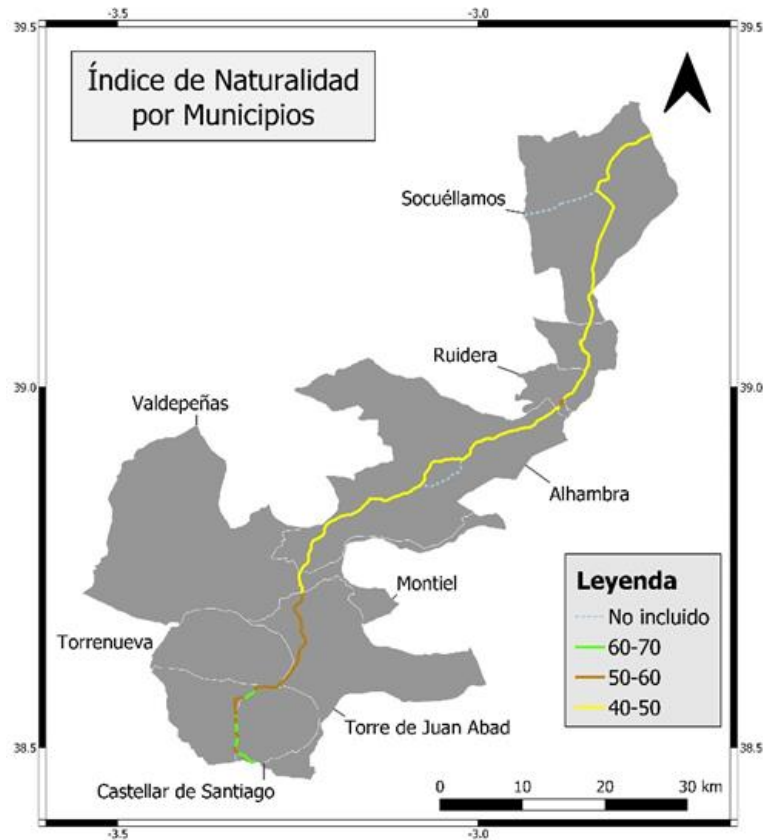 -3.5
-3.0
39.5
39.5
Índice de Naturalidad
por Municipios
Socuéllamos
Ruidera
39.0
39.0
Valdepeñas
Alhambra
Montiel
Leyenda
No incluido
60-70
50-60
40-50
Torrenueva
Torre de Juan Abad
38.5
38.5
Castellar de Santiago
0
10
20
30 km
-3.5
-3.0